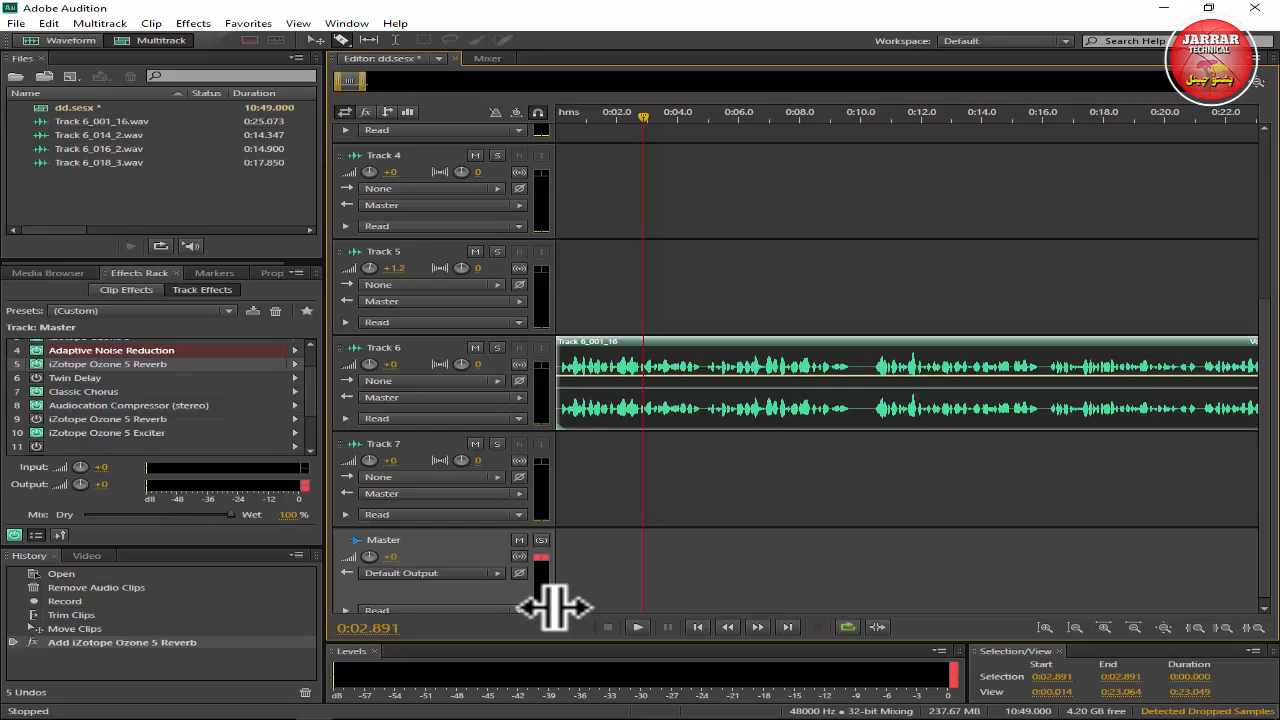 Adobe Audition
File Edit Multitrack Clip Effects Favorites View Window Help
Waveform Multitrack Workspace: Default Search Help
JARRAR
TECHNICAL
پشتو چینل
Files
Name Status Duration
dd.sesx * 10:49.000
Track 6_001_16.wav 0:25.073
Track 6_014_2.wav 0:14.347
Track 6_016_2.wav 0:14.900
Track 6_018_3.wav 0:17.850
Media Browser Effects Rack Markers Prop
Clip Effects Track Effects
Presets: (Custom)
Track: Master
4 Adaptive Noise Reduction
5 iZotope Ozone 5 Reverb
6 Twin Delay
7 Classic Chorus
8 Audiocation Compressor (stereo)
9 iZotope Ozone 5 Reverb
10 iZotope Ozone 5 Exciter
11
Input: +0
Output: +0
dB -48 -36 -24 -12 0
Mix: Dry Wet 100 %
History Video
Open
Remove Audio Clips
Record
Trim Clips
Move Clips
fx Add iZotope Ozone 5 Reverb
5 Undos
Stopped
Editor: dd.sesx * Mixer
fx
hms 0:02.0 0:04.0 0:06.0 0:08.0 0:10.0 0:12.0 0:14.0 0:16.0 0:18.0 0:20.0 0:22.0
Read
Track 4 M S R I
+0 0
None
Master
Read
Track 5 M S R I
+1.2 0
None
Master
Read
Track 6 M S R I
+0 0
None
Master
Read
Track 6_001_16
Track 7 M S R I
+0 0
None
Master
Read
Master M (S)
+0
Default Output
Read
0:02.891
Levels
dB -57 -54 -51 -48 -45 -42 -39 -36 -33 -30 -27 -24 -21 -18 -15 -12 -9 -6 -3 0
Selection/View
Start End Duration
Selection 0:02.891 0:02.891 0:00.000
View 0:00.014 0:23.064 0:23.049
48000 Hz • 32-bit Mixing 237.67 MB 10:49.000 4.20 GB free Detected Dropped Samples